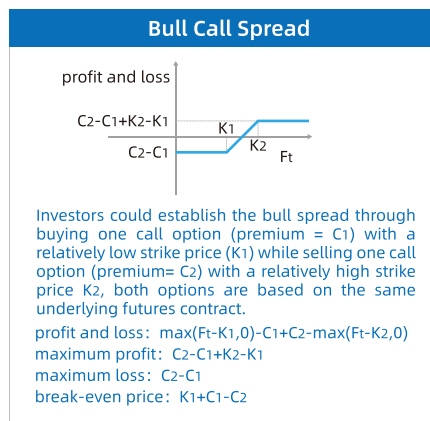 Bull Call Spread
profit and loss
C2-C1+K2-K1
K1
K2
C2-C1
Ft
Investors could establish the bull spread through
buying one call option (premium = C1) with a
relatively low strike price (K1) while selling one call
option (premium= C2) with a relatively high strike
price K2, both options are based on the same
underlying futures contract.
profit and loss: max(Ft-K1,0)-C1+C2-max(Ft-K2,0)
maximum profit: C2-C1+K2-K1
maximum loss: C2-C1
break-even price: K1+C1-C2